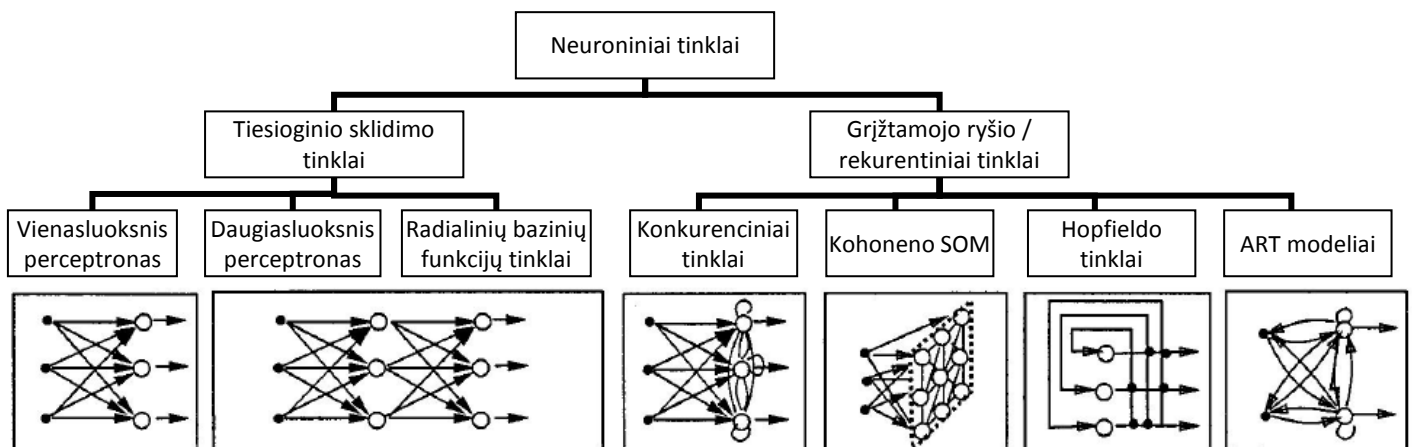 Neuroniniai tinklai
Tiesioginio sklidimo
tinklai
Grįžtamojo ryšio /
rekurentiniai tinklai
Vienasluoksnis
perceptronas
Daugiasluoksnis
perceptronas
Radialinių bazinių
funkcijų tinklai
Konkurenciniai
tinklai
Kohoneno SOM
Hopfieldo
tinklai
ART modeliai